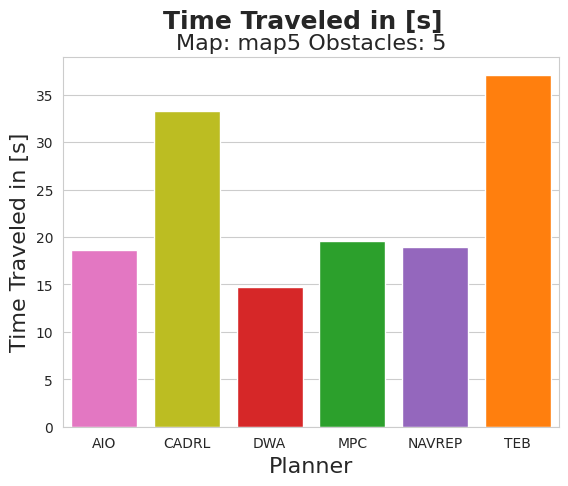 Time Traveled in [s]
Map: map5 Obstacles: 5
Time Traveled in [s]
35
30
25
20
15
10
5
0
AIO CADRL DWA MPC NAVREP TEB
Planner